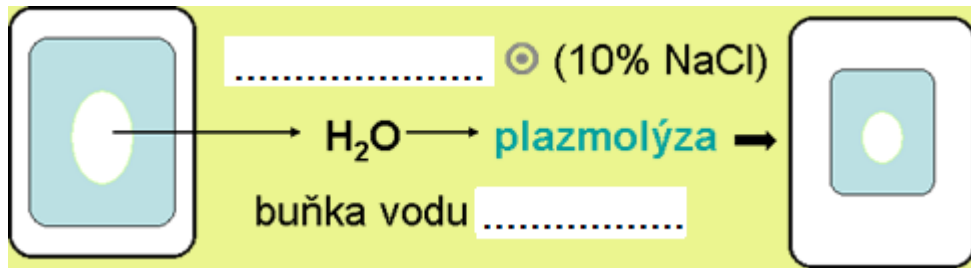 .................... ⊙ (10% NaCl)
H₂O plazmolýza
buňka vodu .................